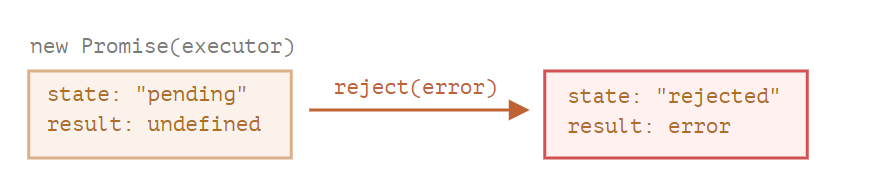 new Promise(executor)
state: "pending"
result: undefined
reject(error)
state: "rejected"
result: error